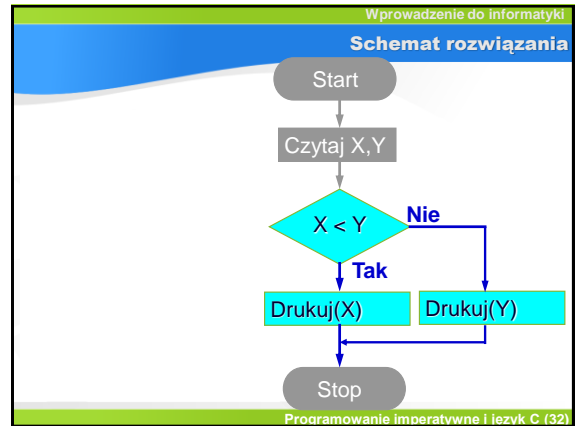 Wprowadzenie do informatyki
Schemat rozwiązania
Start
Czytaj X,Y
X < Y
Nie
Tak
Drukuj(X)
Drukuj(Y)
Stop
Programowanie imperatywne i język C (32)